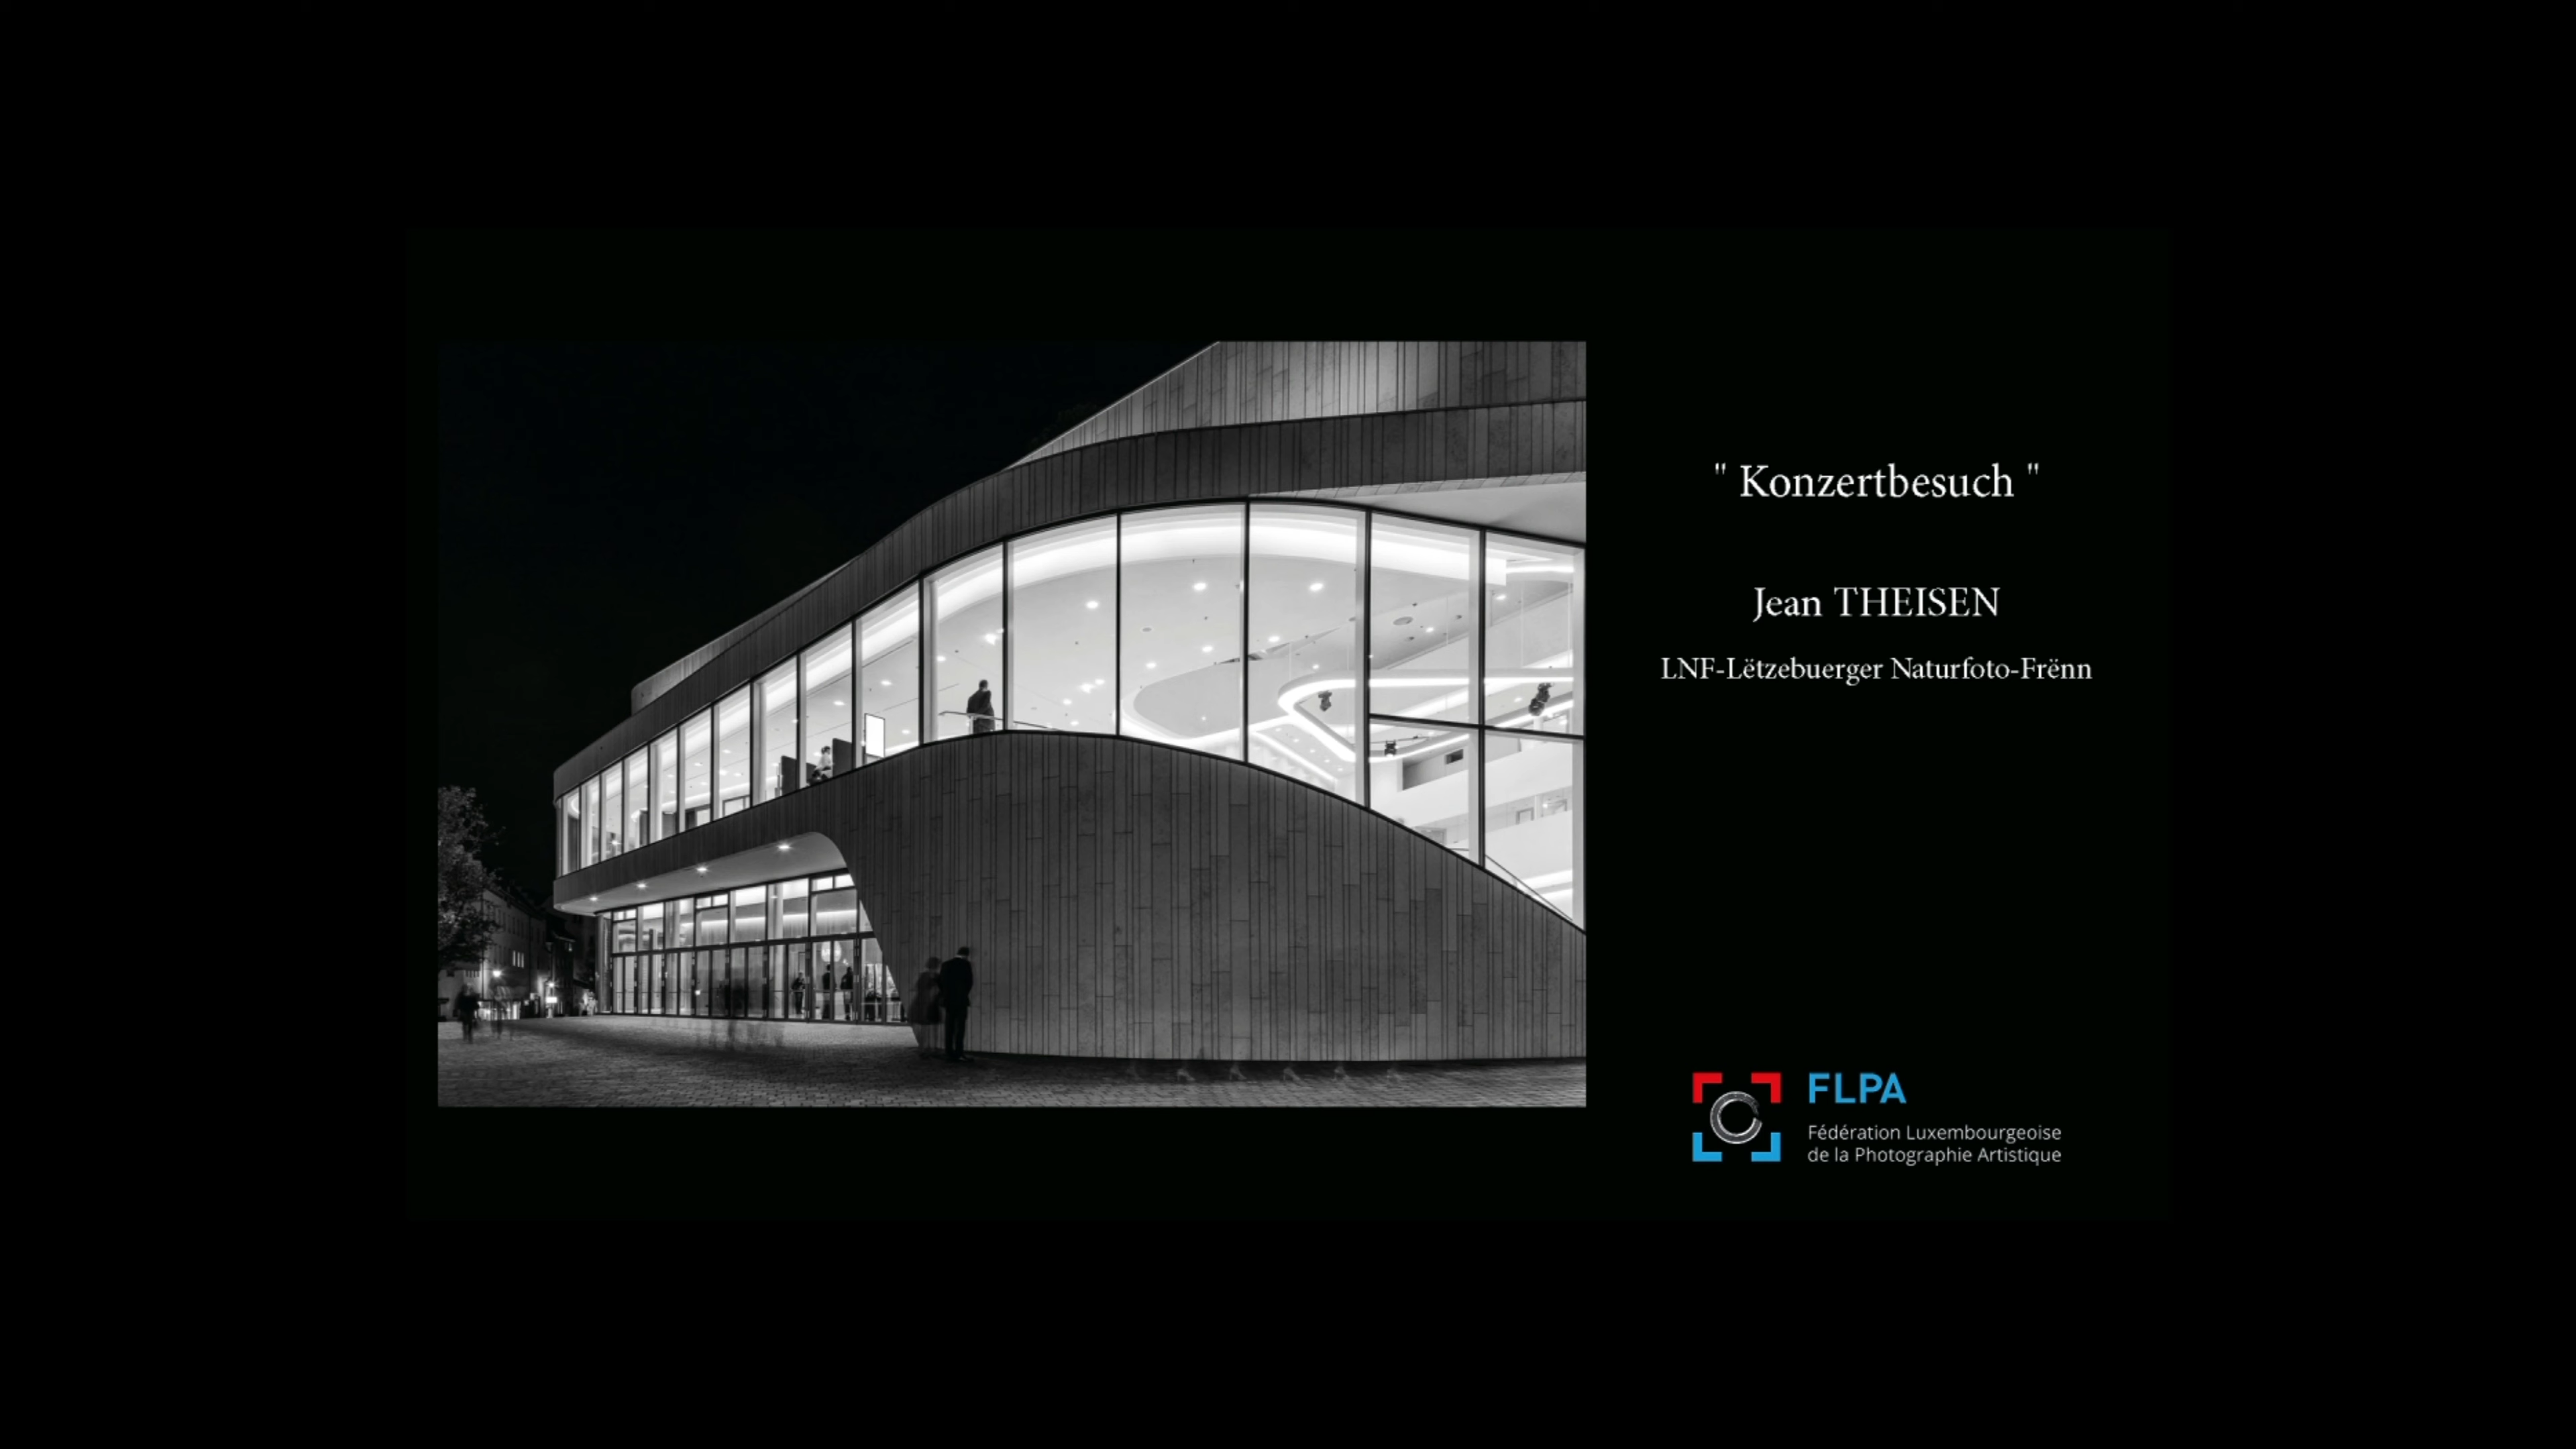 " Konzertbesuch "
Jean THEISEN
LNF-Lëtzebuerger Naturfoto-Frënn
FLPA
Fédération Luxembourgeoise
de la Photographie Artistique